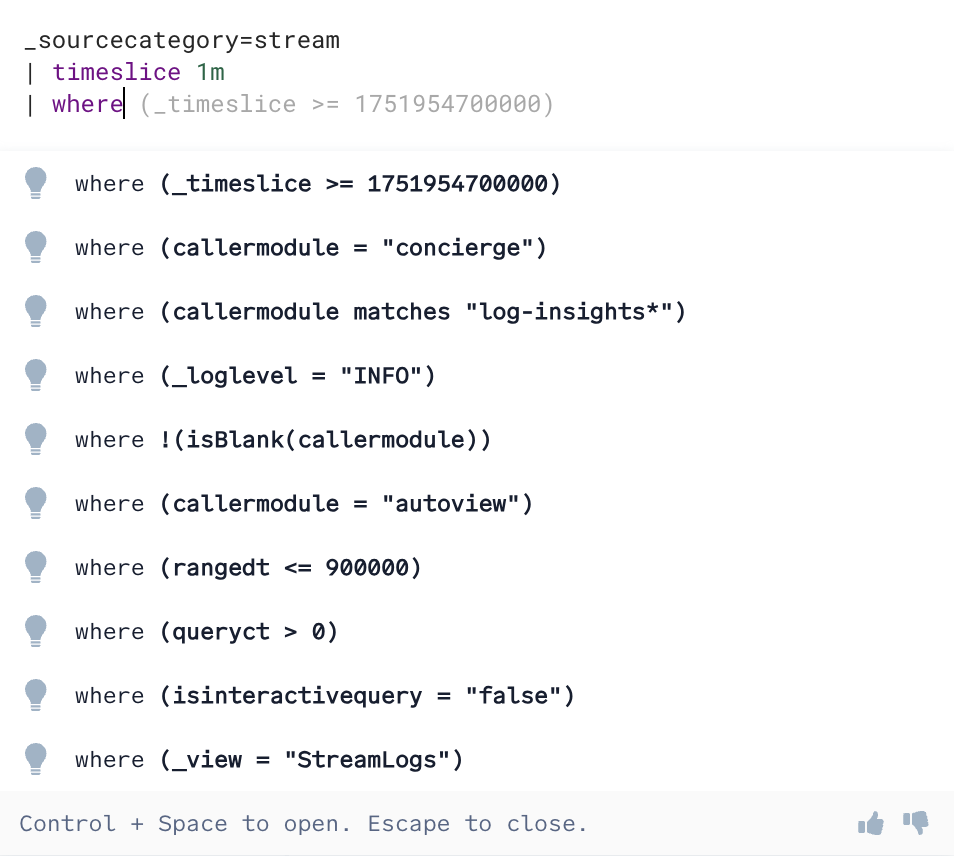 _sourcecategory=stream
| timeslice 1m
| where (_timeslice >= 1751954700000)
where (_timeslice >= 1751954700000)
where (callermodule = "concierge")
where (callermodule matches "log-insights*")
where (_loglevel = "INFO")
where !(isBlank(callermodule))
where (callermodule = "autoview")
where (rangedt <= 900000)
where (queryct > 0)
where (isinteractivequery = "false")
where (_view = "StreamLogs")
Control + Space to open. Escape to close.